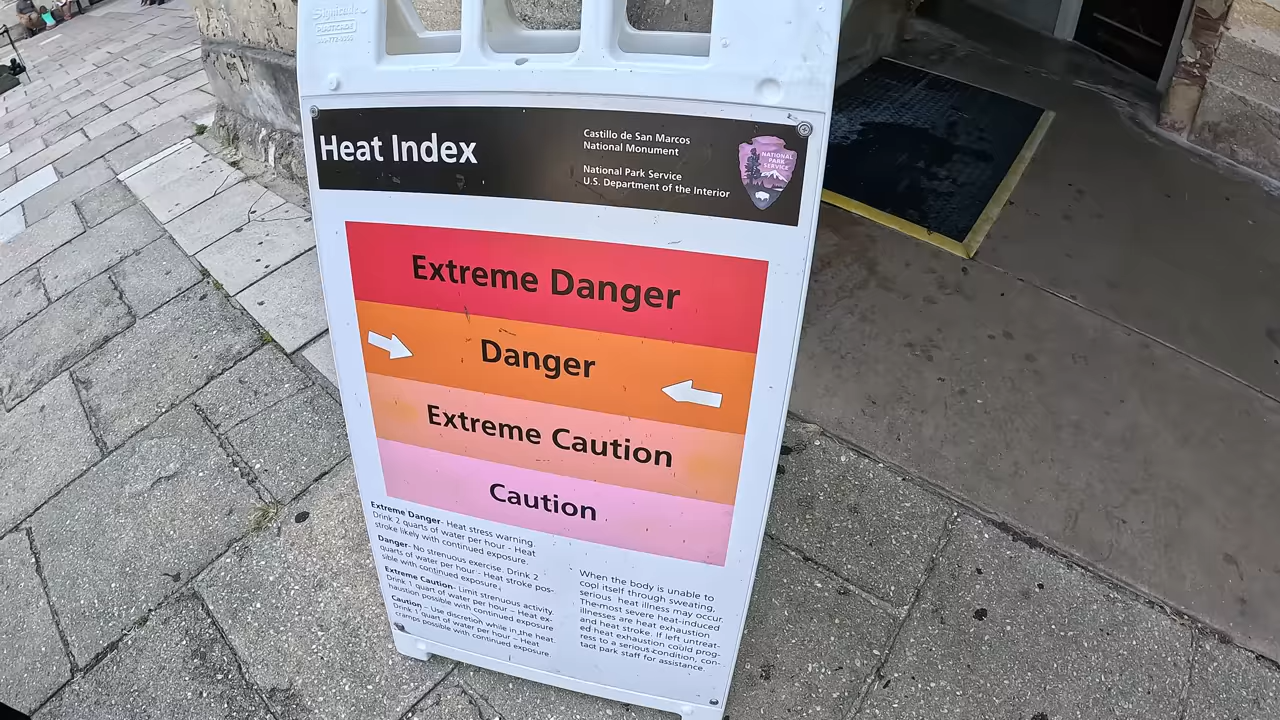 Signicade
PLASTICADE
Heat Index
Castillo de San Marcos
National Monument
National Park Service
U.S. Department of the Interior
NATIONAL
PARK
SERVICE
Extreme Danger
Danger
Extreme Caution
Caution
Extreme Danger- Heat stress warning.
Drink 2 quarts of water per hour - Heat
stroke likely with continued exposure.
Danger- No strenuous exercise. Drink 2
quarts of water per hour - Heat stroke pos-
sible with continued exposure.
Extreme Caution- Limit strenuous activity.
Drink 1 quart of water per hour – Heat ex-
haustion possible with continued exposure
Caution – Use discretion while in the heat.
Drink 1 quart of water per hour – Heat
cramps possible with continued exposure.
When the body is unable to
cool itself through sweating,
serious heat illness may occur.
The most severe heat-induced
illnesses are heat exhaustion
and heat stroke. If left untreat-
ed heat exhaustion could prog-
ress to a serious condition, con-
tact park staff for assistance.